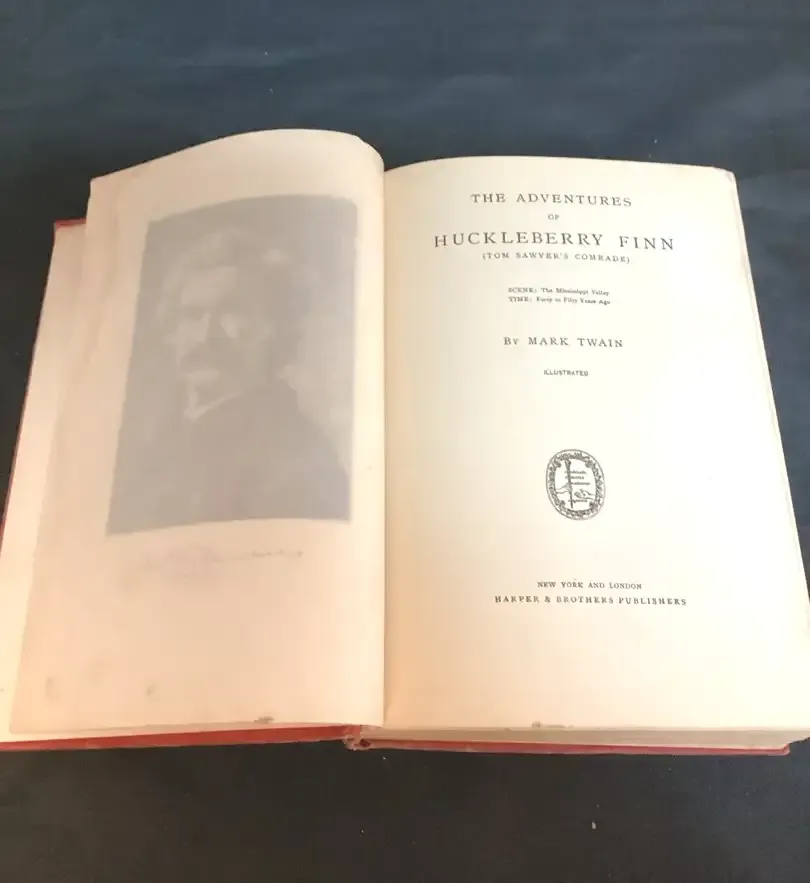 THE ADVENTURES
OF
HUCKLEBERRY FINN
(TOM SAWYER'S COMRADE)
SCENE: The Mississippi Valley
TIME: Forty to Fifty Years Ago
BY MARK TWAIN
ILLUSTRATED
NEW YORK AND LONDON
HARPER & BROTHERS PUBLISHERS